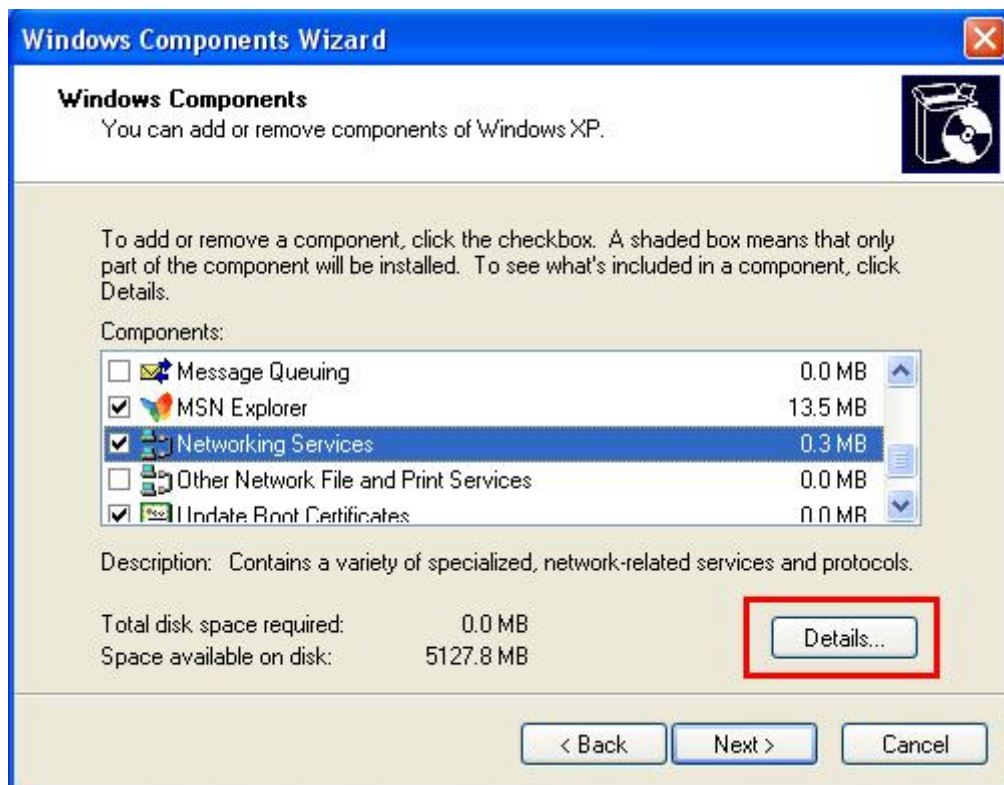 Windows Components Wizard
Windows Components
You can add or remove components of Windows XP.
To add or remove a component, click the checkbox. A shaded box means that only
part of the component will be installed. To see what's included in a component, click
Details.
Components:
Message Queuing 0.0 MB
MSN Explorer 13.5 MB
Networking Services 0.3 MB
Other Network File and Print Services 0.0 MB
Update Root Certificates 0.0 MB
Description: Contains a variety of specialized, network-related services and protocols.
Total disk space required: 0.0 MB
Space available on disk: 5127.8 MB
Details...
< Back Next > Cancel